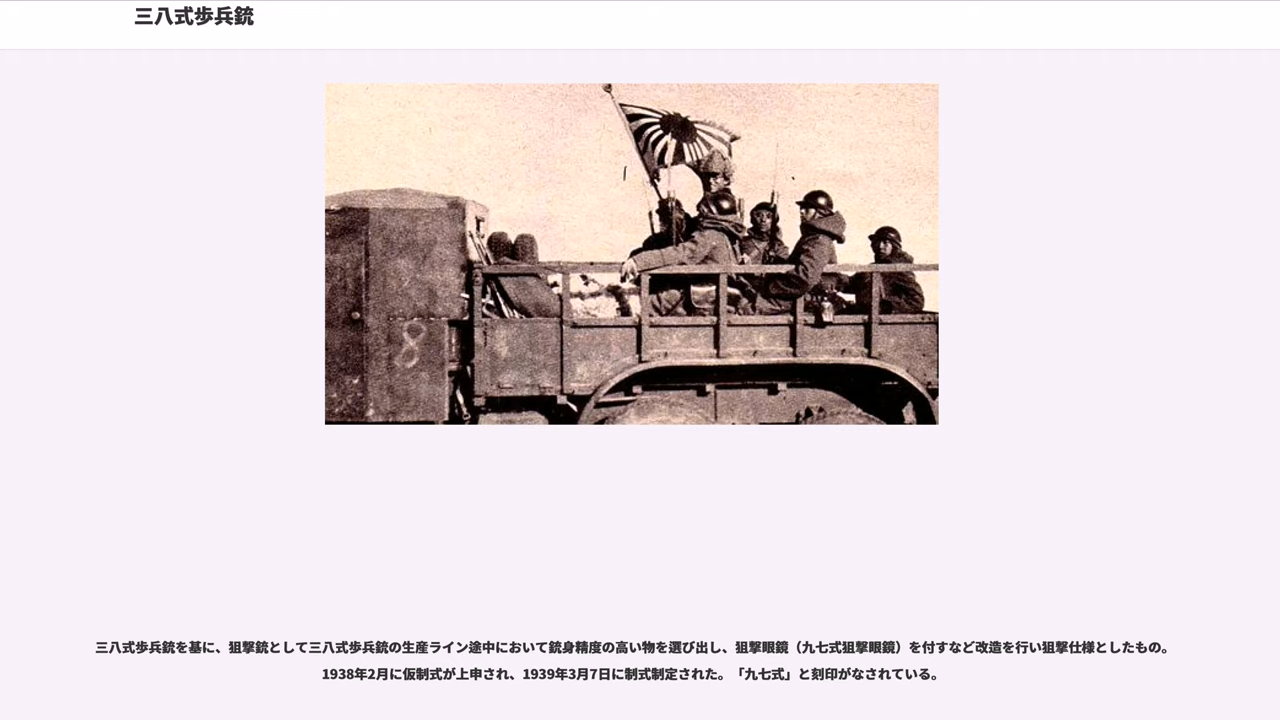 三八式歩兵銃
8
三八式歩兵銃を基に、狙撃銃として三八式歩兵銃の生産ライン途中において銃身精度の高い物を選び出し、狙撃眼鏡（九七式狙撃眼鏡）を付すなど改造を行い狙撃仕様としたもの。
1938年2月に仮制式が上申され、1939年3月7日に制式制定された。「九七式」と刻印がなされている。